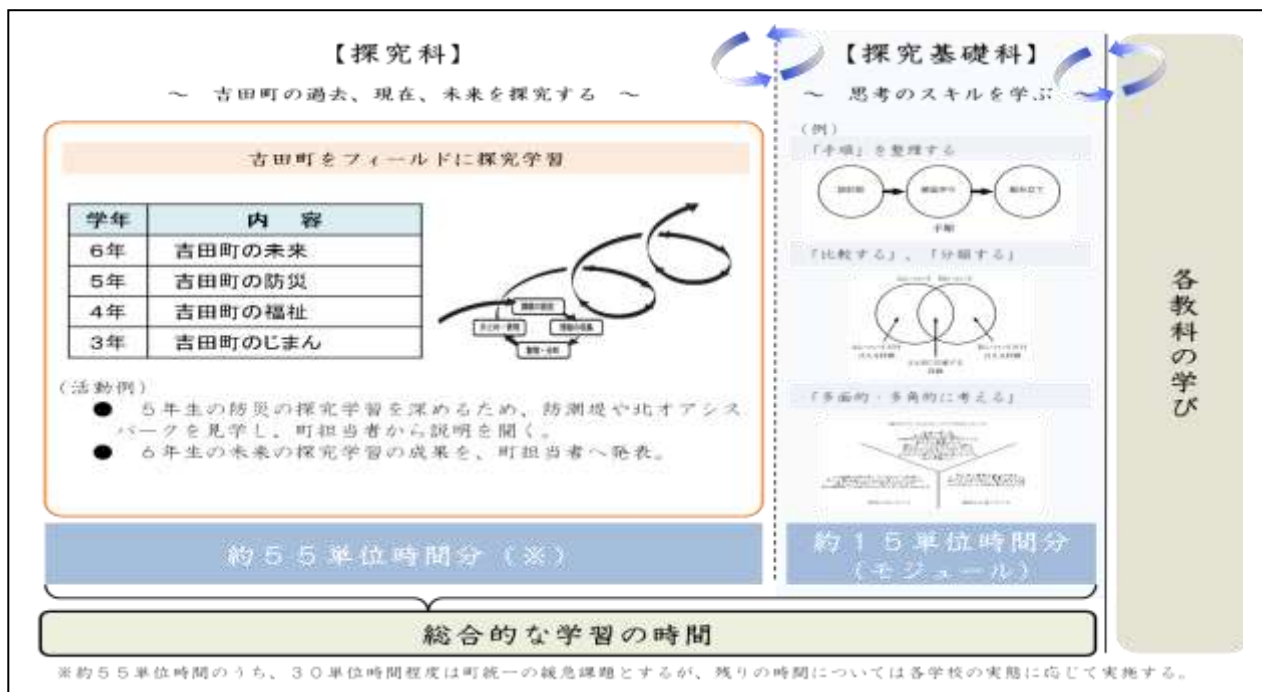 【探究科】
～ 吉田町の過去、現在、未来を探究する ～
吉田町をフィールドに探究学習
学年 内 容
6年 吉田町の未来
5年 吉田町の防災
4年 吉田町の福祉
3年 吉田町のじまん
(活動例)
● 5年生の防災の探究学習を深めるため、防潮堤や北オアシス
パークを見学し、町担当者から説明を聞く。
● 6年生の未来の探究学習の成果を、町担当者へ発表。
約55単位時間分(※)
【探究基礎科】
～ 思考のスキルを学ぶ ～
(例)
「手順」を整理する
手順
「比較する」、「分類する」
「多面的・多角的に考える」
約15単位時間分
(モジュール)
各教科の学び
総合的な学習の時間
※約55単位時間のうち、30単位時間程度は町統一の緩急課題とするが、残りの時間については各学校の実態に応じて実施する。